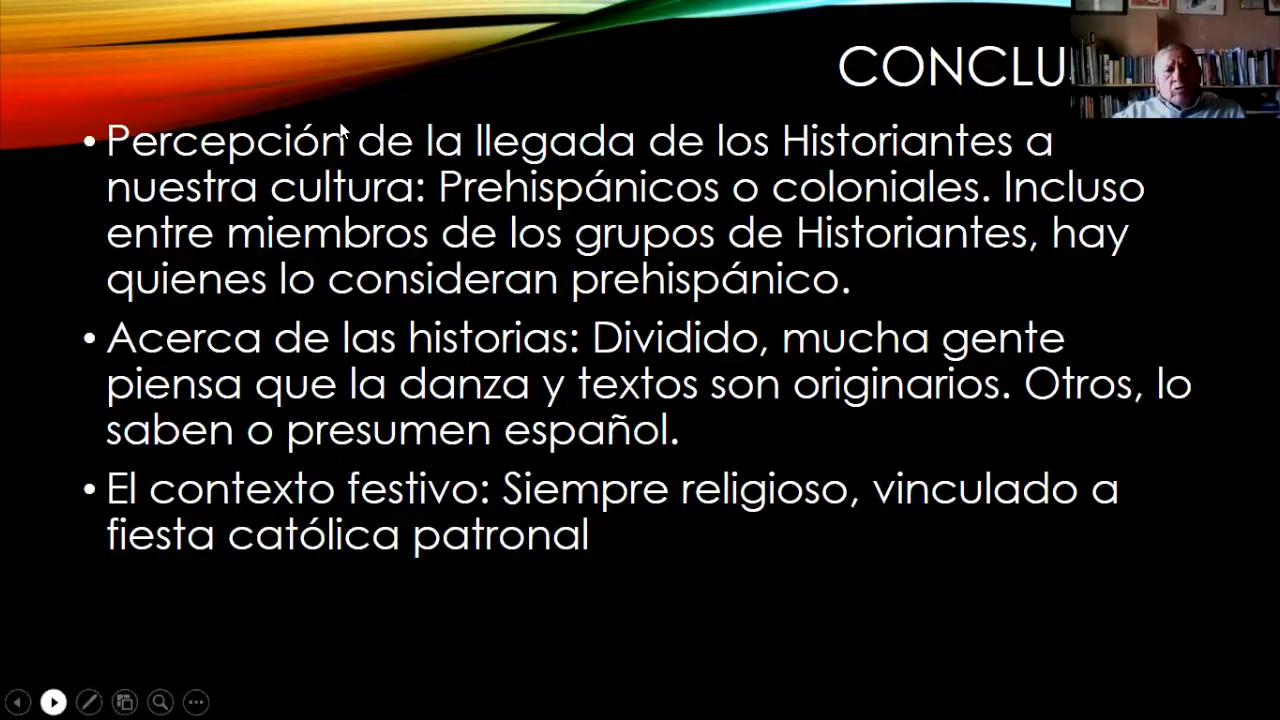 CONCLU
• Percepción de la llegada de los Historiantes a
nuestra cultura: Prehispánicos o coloniales. Incluso
entre miembros de los grupos de Historiantes, hay
quienes lo consideran prehispánico.
• Acerca de las historias: Dividido, mucha gente
piensa que la danza y textos son originarios. Otros, lo
saben o presumen español.
• El contexto festivo: Siempre religioso, vinculado a
fiesta católica patronal